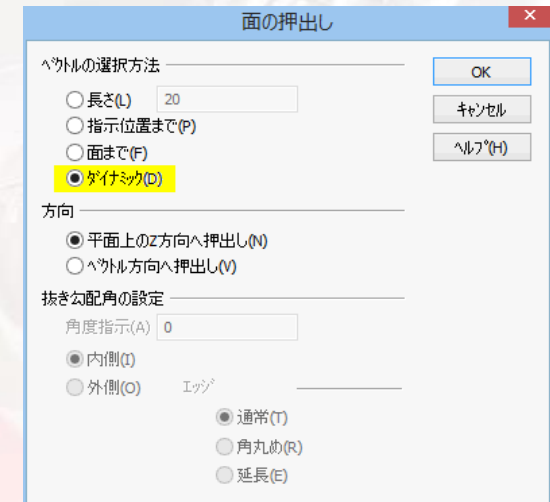 面の押出し
ﾍﾞｸﾄﾙの選択方法
長さ(L) 20
指示位置まで(P)
面まで(F)
ﾀﾞｲﾅﾐｯｸ(D)
OK
ｷｬﾝｾﾙ
ﾍﾙﾌﾟ(H)
方向
平面上のZ方向へ押出し(N)
ﾍﾞｸﾄﾙ方向へ押出し(V)
抜き勾配角の設定
角度指示(A) 0
内側(I)
外側(O) ｴｯｼﾞ
通常(T)
角丸め(R)
延長(E)